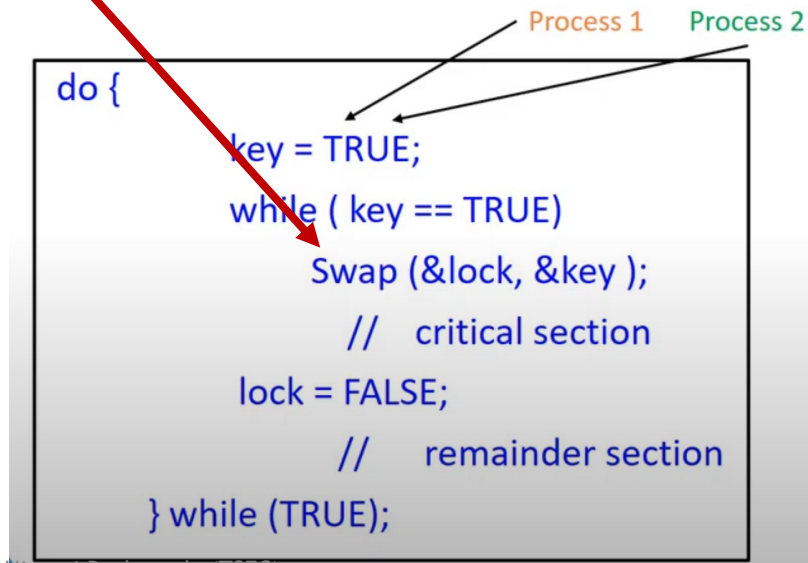 Process 1 Process 2
do {
key = TRUE;
while ( key == TRUE)
Swap (&lock, &key );
// critical section
lock = FALSE;
// remainder section
} while (TRUE);